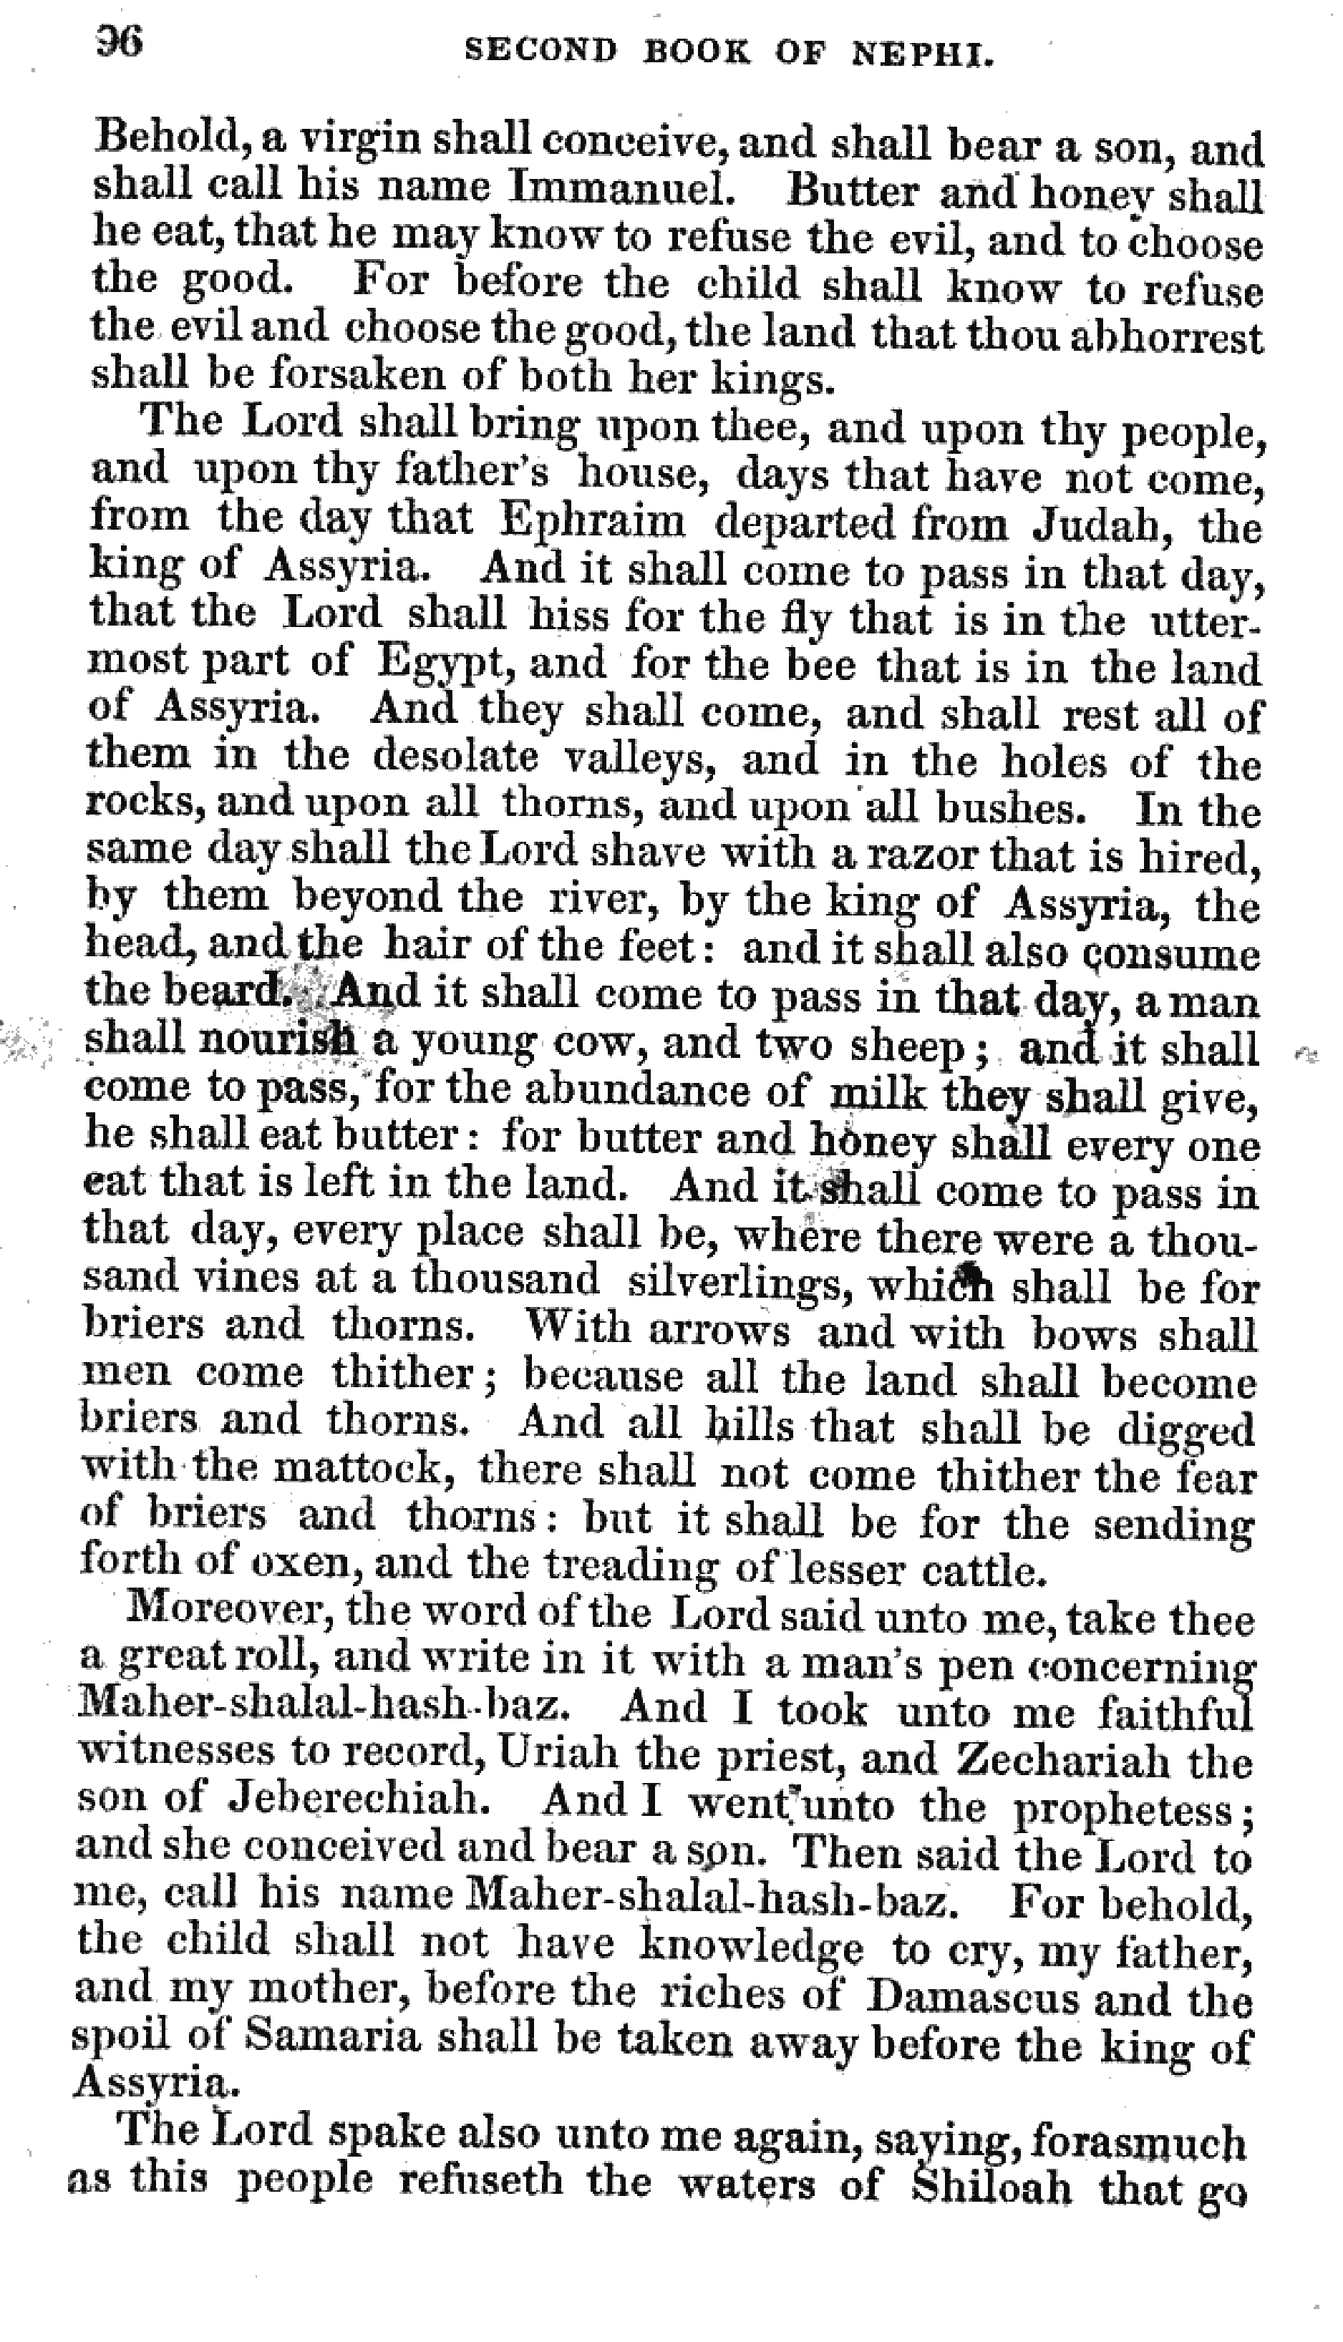 96 SECOND BOOK OF NEPHI.
Behold, a virgin shall conceive, and shall bear a son, and
shall call his name Immanuel. Butter and honey shall
he eat, that he may know to refuse the evil, and to choose
the good. For before the child shall know to refuse
the evil and choose the good, the land that thou abhorrest
shall be forsaken of both her kings.
The Lord shall bring upon thee, and upon thy people,
and upon thy father's house, days that have not come,
from the day that Ephraim departed from Judah, the
king of Assyria. And it shall come to pass in that day,
that the Lord shall hiss for the fly that is in the utter-
most part of Egypt, and for the bee that is in the land
of Assyria. And they shall come, and shall rest all of
them in the desolate valleys, and in the holes of the
rocks, and upon all thorns, and upon all bushes. In the
same day shall the Lord shave with a razor that is hired,
by them beyond the river, by the king of Assyria, the
head, and the hair of the feet: and it shall also consume
the beard. And it shall come to pass in that day, a man
shall nourish a young cow, and two sheep; and it shall
come to pass, for the abundance of milk they shall give,
he shall eat butter: for butter and honey shall every one
eat that is left in the land. And it shall come to pass in
that day, every place shall be, where there were a thou-
sand vines at a thousand silverlings, which shall be for
briers and thorns. With arrows and with bows shall
men come thither; because all the land shall become
briers and thorns. And all hills that shall be digged
with the mattock, there shall not come thither the fear
of briers and thorns: but it shall be for the sending
forth of oxen, and the treading of lesser cattle.
Moreover, the word of the Lord said unto me, take thee
a great roll, and write in it with a man's pen concerning
Maher-shalal-hash-baz. And I took unto me faithful
witnesses to record, Uriah the priest, and Zechariah the
son of Jeberechiah. And I went unto the prophetess;
and she conceived and bear a son. Then said the Lord to
me, call his name Maher-shalal-hash-baz. For behold,
the child shall not have knowledge to cry, my father,
and my mother, before the riches of Damascus and the
spoil of Samaria shall be taken away before the king of
Assyria.
The Lord spake also unto me again, saying, forasmuch
as this people refuseth the waters of Shiloah that go